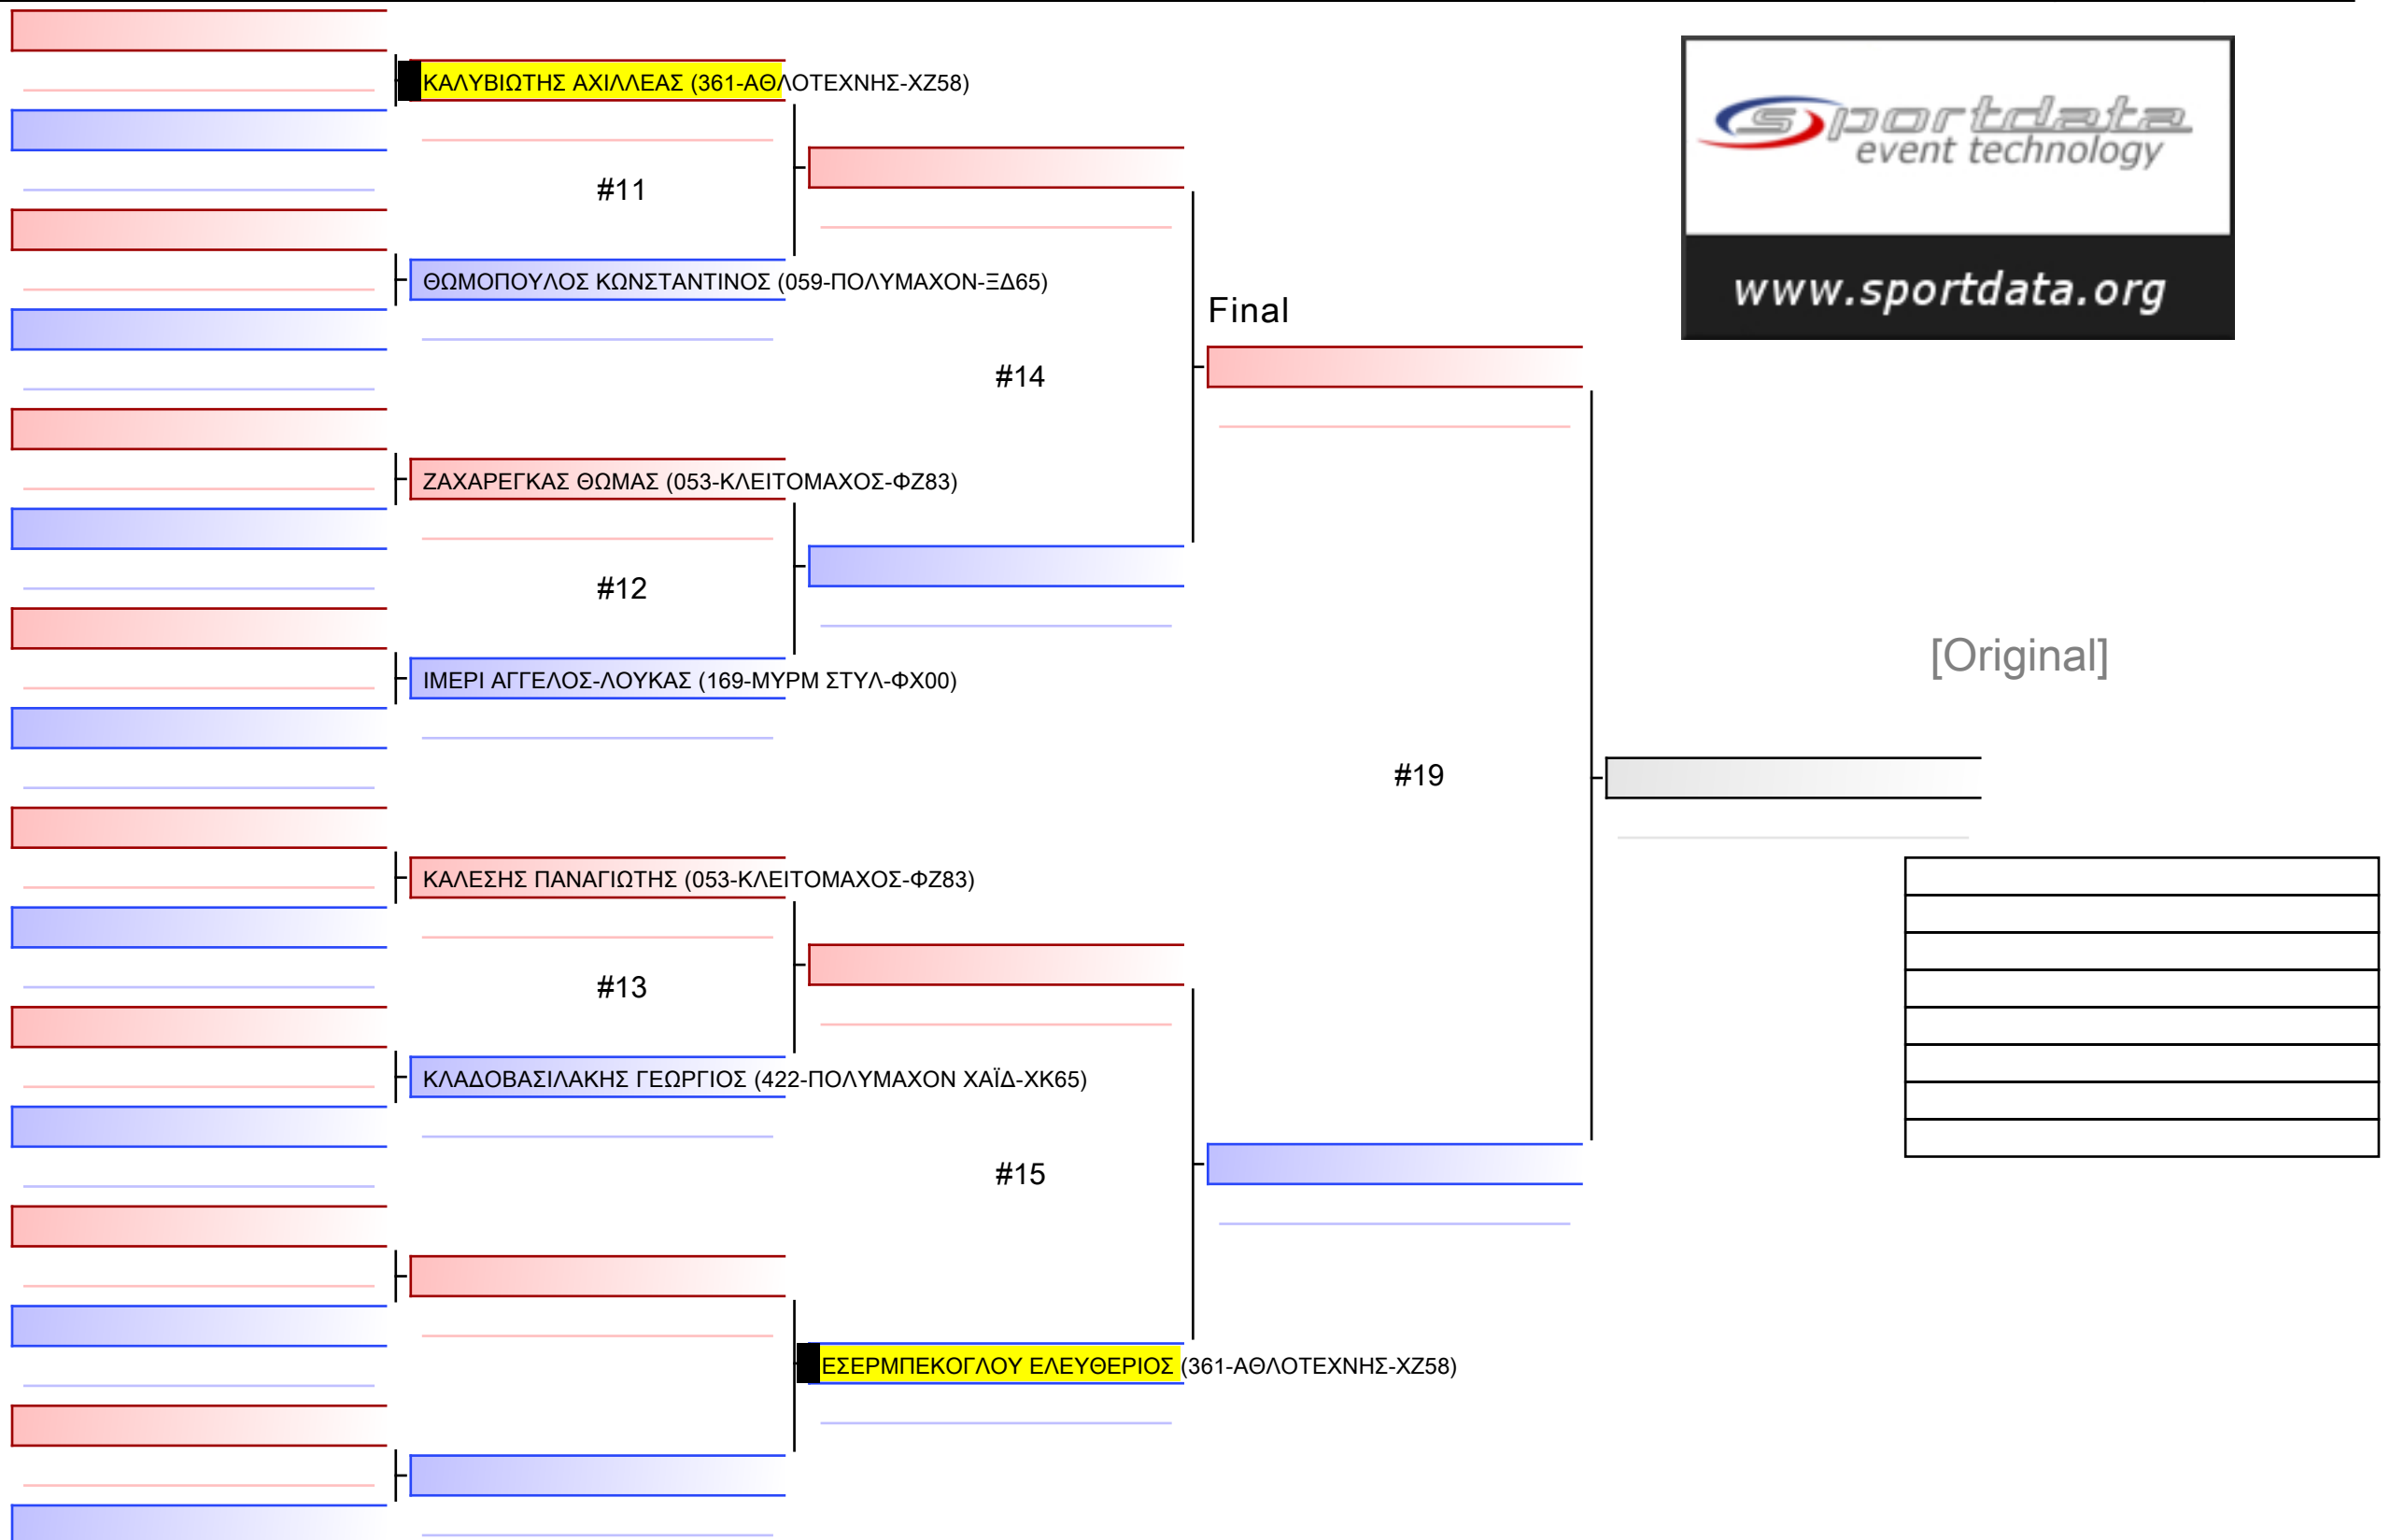 ΚΑΛΥΒΙΩΤΗΣ ΑΧΙΛΛΕΑΣ (361-ΑΘΛΟΤΕΧΝΗΣ-ΧΖ58)
sportdata
event technology
#11
ΘΩΜΟΠΟΥΛΟΣ ΚΩΝΣΤΑΝΤΙΝΟΣ (059-ΠΟΛΥΜΑΧΟΝ-ΞΔ65)
www.sportdata.org
Final
#14
ΖΑΧΑΡΕΓΚΑΣ ΘΩΜΑΣ (053-ΚΛΕΙΤΟΜΑΧΟΣ-ΦΖ83)
#12
[Original]
ΙΜΕΡΙ ΑΓΓΕΛΟΣ-ΛΟΥΚΑΣ (169-ΜΥΡΜ ΣΤΥΛ-ΦΧ00)
#19
ΚΑΛΕΣΗΣ ΠΑΝΑΓΙΩΤΗΣ (053-ΚΛΕΙΤΟΜΑΧΟΣ-ΦΖ83)
#13
ΚΛΑΔΟΒΑΣΙΛΑΚΗΣ ΓΕΩΡΓΙΟΣ (422-ΠΟΛΥΜΑΧΟΝ ΧΑΪΔ-ΧΚ65)
#15
ΕΣΕΡΜΠΕΚΟΓΛΟΥ ΕΛΕΥΘΕΡΙΟΣ (361-ΑΘΛΟΤΕΧΝΗΣ-ΧΖ58)